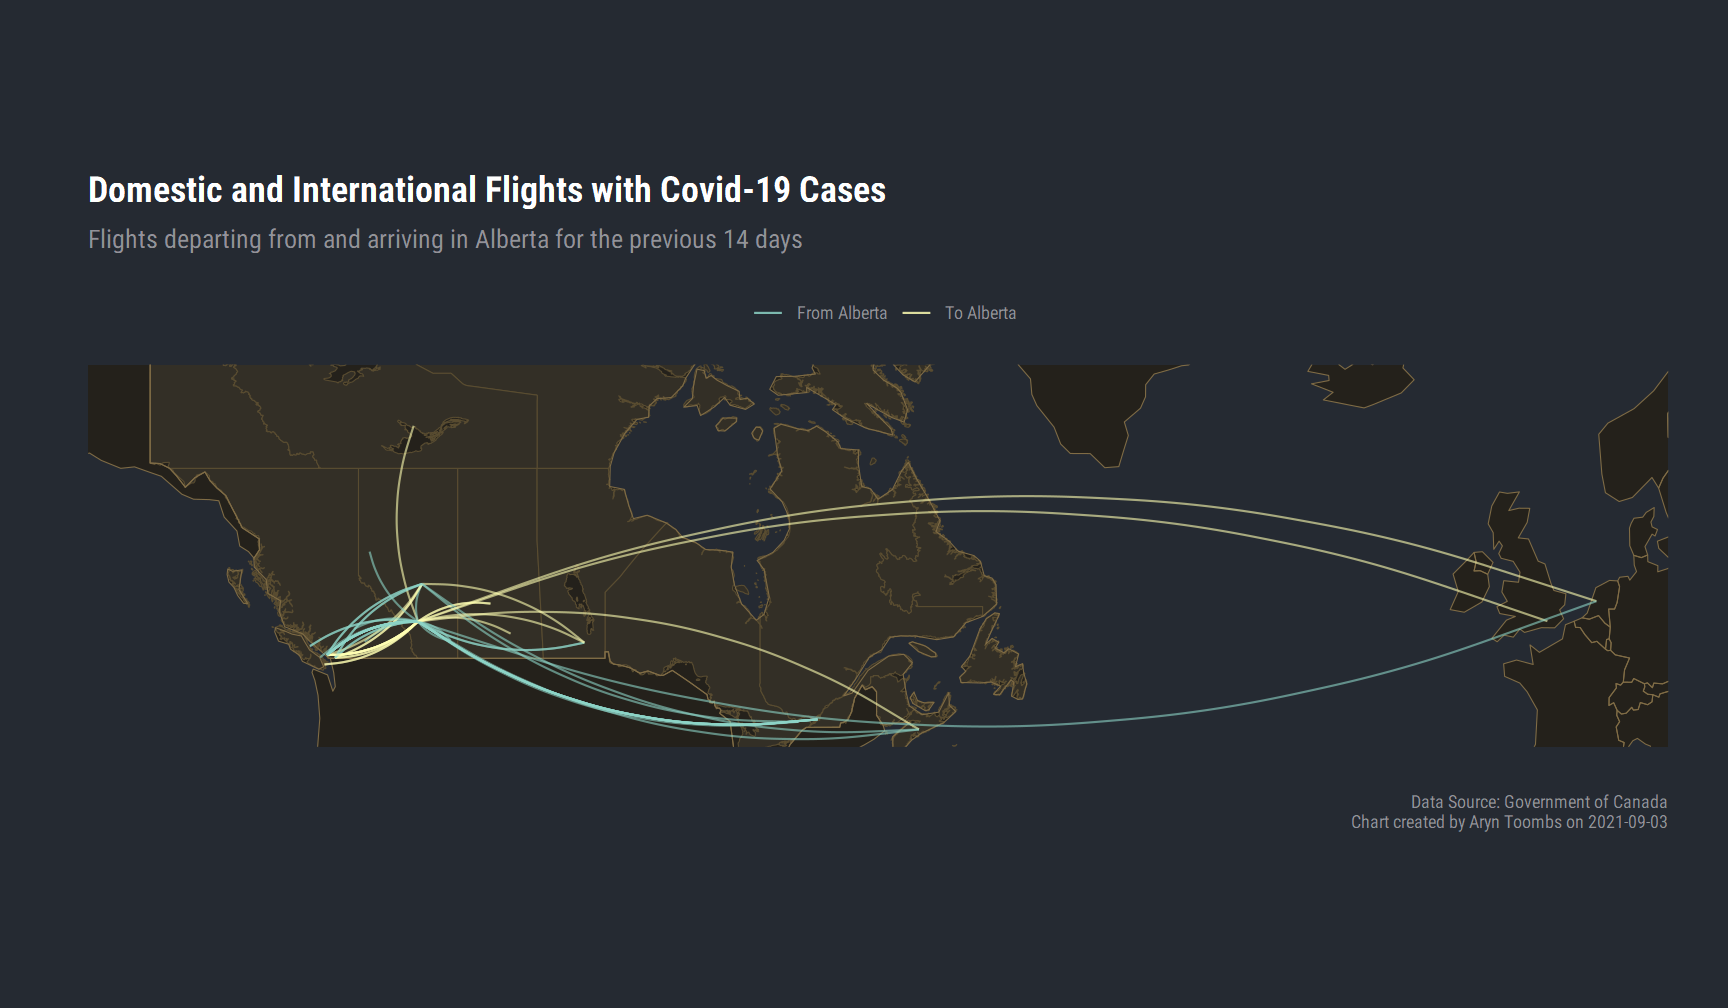 Domestic and International Flights with Covid-19 Cases
Flights departing from and arriving in Alberta for the previous 14 days
From Alberta To Alberta
Data Source: Government of Canada
Chart created by Aryn Toombs on 2021-09-03